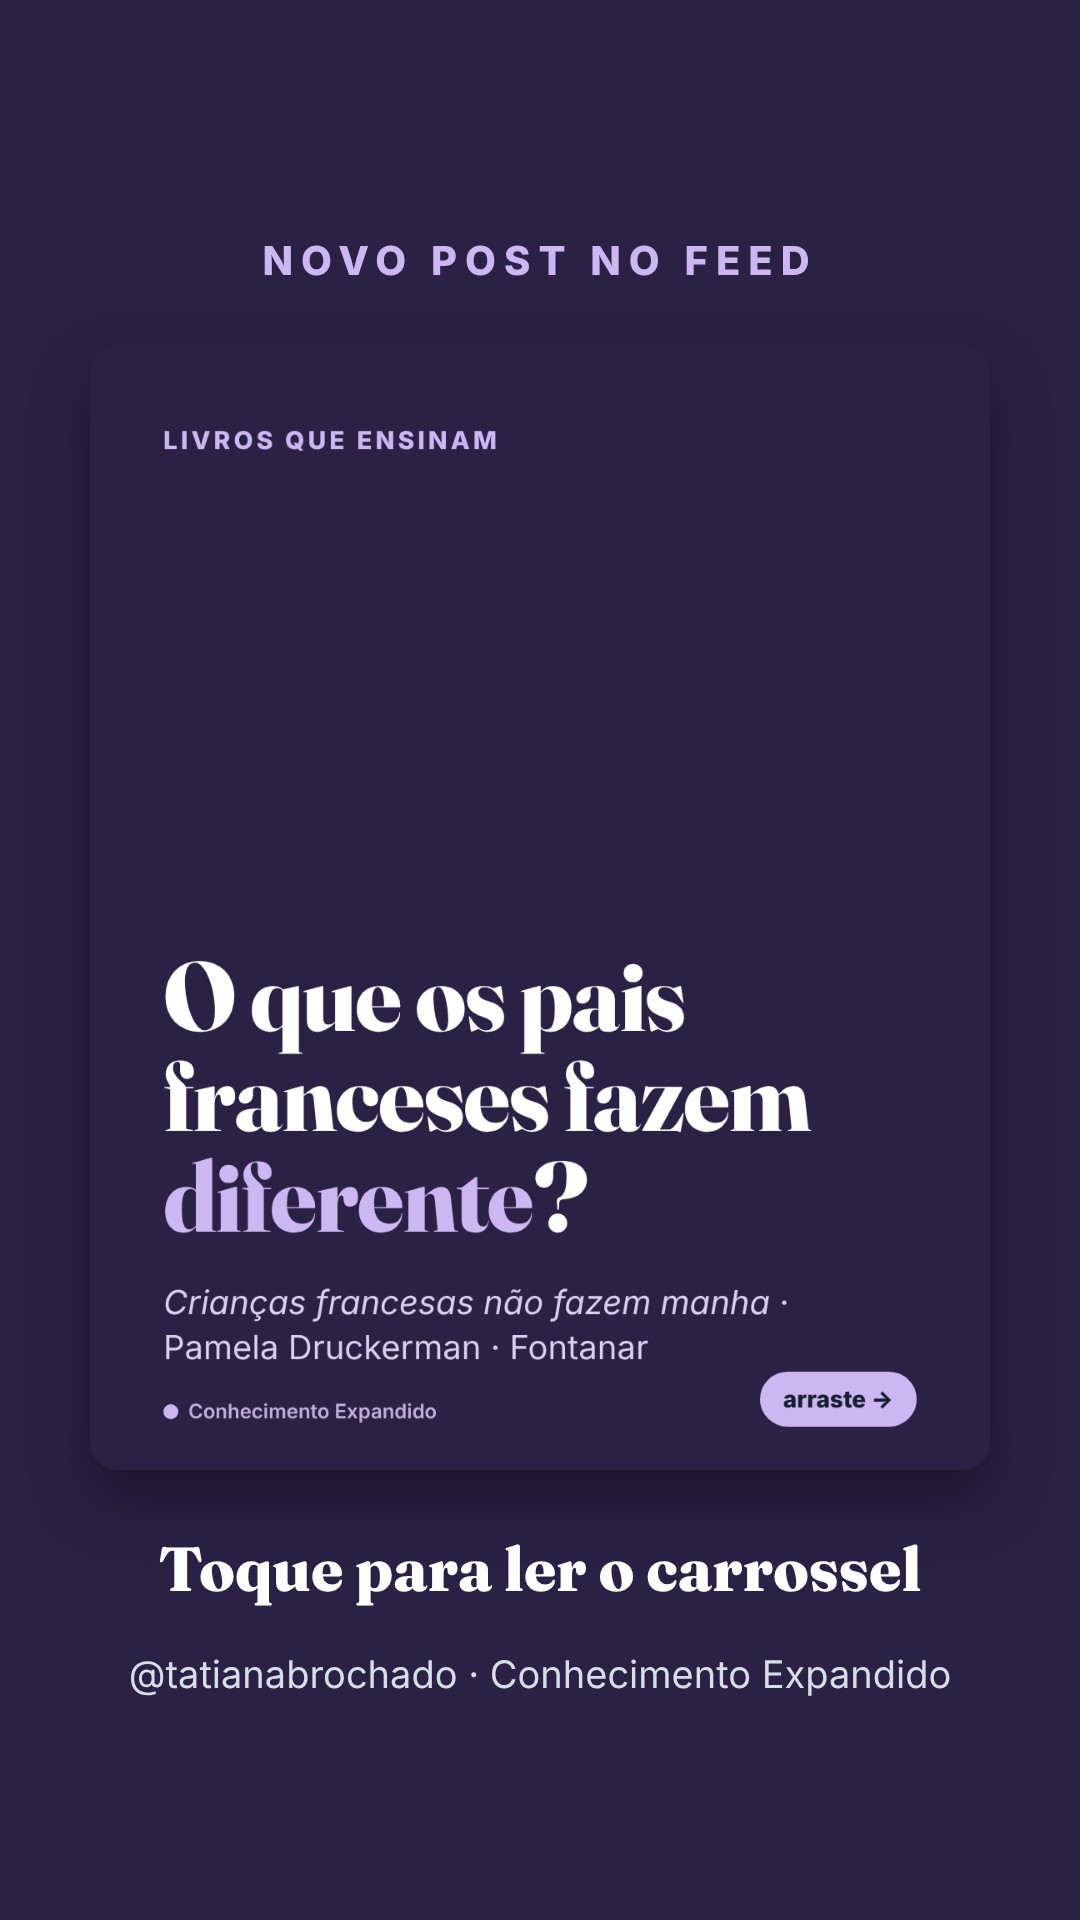 NOVO POST NO FEED
LIVROS QUE ENSINAM
O que os pais
franceses fazem
diferente?
Crianças francesas não fazem manha ·
Pamela Druckerman · Fontanar
Conhecimento Expandido
arraste →
Toque para ler o carrossel
@tatianabrochado · Conhecimento Expandido